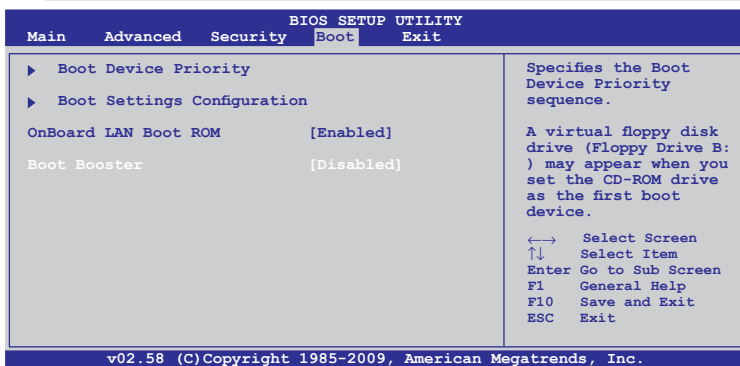 BIOS SETUP UTILITY
Main Advanced Security Boot Exit
Boot Device Priority
Boot Settings Configuration
OnBoard LAN Boot ROM [Enabled]
Boot Booster [Disabled]
Specifies the Boot
Device Priority
sequence.
A virtual floppy disk
drive (Floppy Drive B:
) may appear when you
set the CD-ROM drive
as the first boot
device.
←→ Select Screen
↑↓ Select Item
Enter Go to Sub Screen
F1 General Help
F10 Save and Exit
ESC Exit
v02.58 (C)Copyright 1985-2009, American Megatrends, Inc.